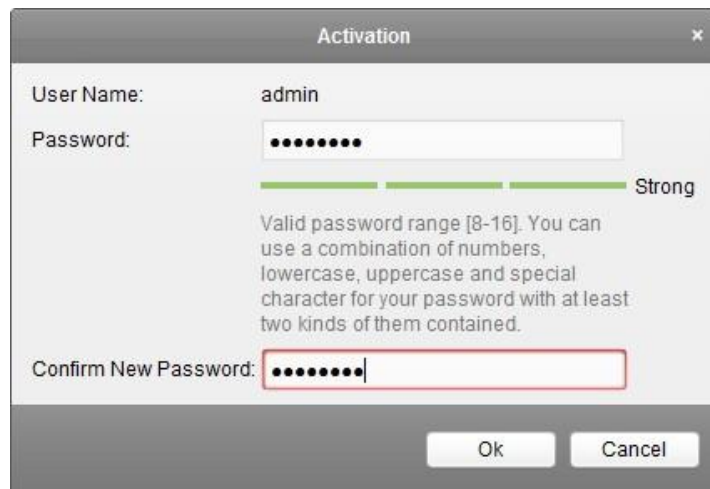 Activation ×
User Name: admin
Password: ••••••••
Strong
Valid password range [8-16]. You can
use a combination of numbers,
lowercase, uppercase and special
character for your password with at least
two kinds of them contained.
Confirm New Password: ••••••••
Ok Cancel